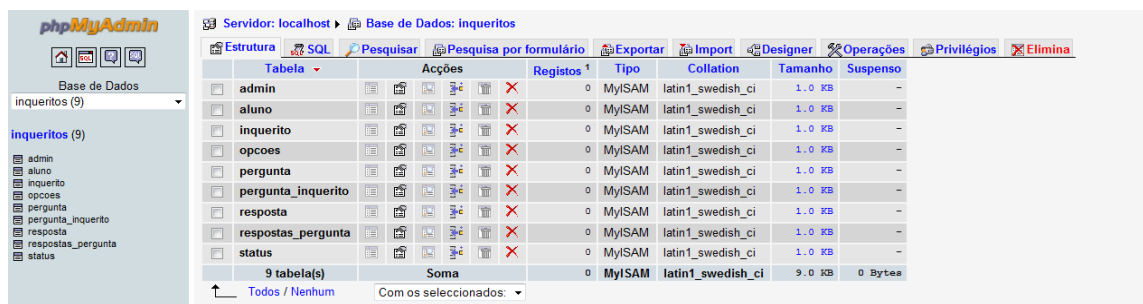 phpMyAdmin
Base de Dados
inqueritos (9)
inqueritos (9)
admin
aluno
inquerito
opcoes
pergunta
pergunta_inquerito
resposta
respostas_pergunta
status
Servidor: localhost ▸ Base de Dados: inqueritos
Estrutura SQL Pesquisar Pesquisa por formulário Exportar Import Designer Operações Privilégios Elimina
Tabela Acções Registos 1 Tipo Collation Tamanho Suspenso
admin 0 MyISAM latin1_swedish_ci 1.0 KB -
aluno 0 MyISAM latin1_swedish_ci 1.0 KB -
inquerito 0 MyISAM latin1_swedish_ci 1.0 KB -
opcoes 0 MyISAM latin1_swedish_ci 1.0 KB -
pergunta 0 MyISAM latin1_swedish_ci 1.0 KB -
pergunta_inquerito 0 MyISAM latin1_swedish_ci 1.0 KB -
resposta 0 MyISAM latin1_swedish_ci 1.0 KB -
respostas_pergunta 0 MyISAM latin1_swedish_ci 1.0 KB -
status 0 MyISAM latin1_swedish_ci 1.0 KB -
9 tabela(s) Soma 0 MyISAM latin1_swedish_ci 9.0 KB 0 Bytes
Todos / Nenhum Com os seleccionados: